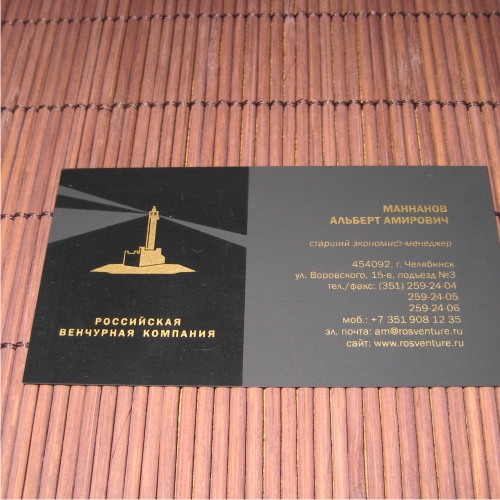 РОССИЙСКАЯ
ВЕНЧУРНАЯ КОМПАНИЯ
МАННАНОВ
АЛЬБЕРТ АМИРОВИЧ
старший экономист-менеджер
454092, г. Челябинск
ул. Воровского, 15-в, подъезд №3
тел./факс: (351) 259-24-04
259-24-05
259-24-06
моб.: +7 351 908 12 35
эл. почта: am@rosventure.ru
сайт: www.rosventure.ru